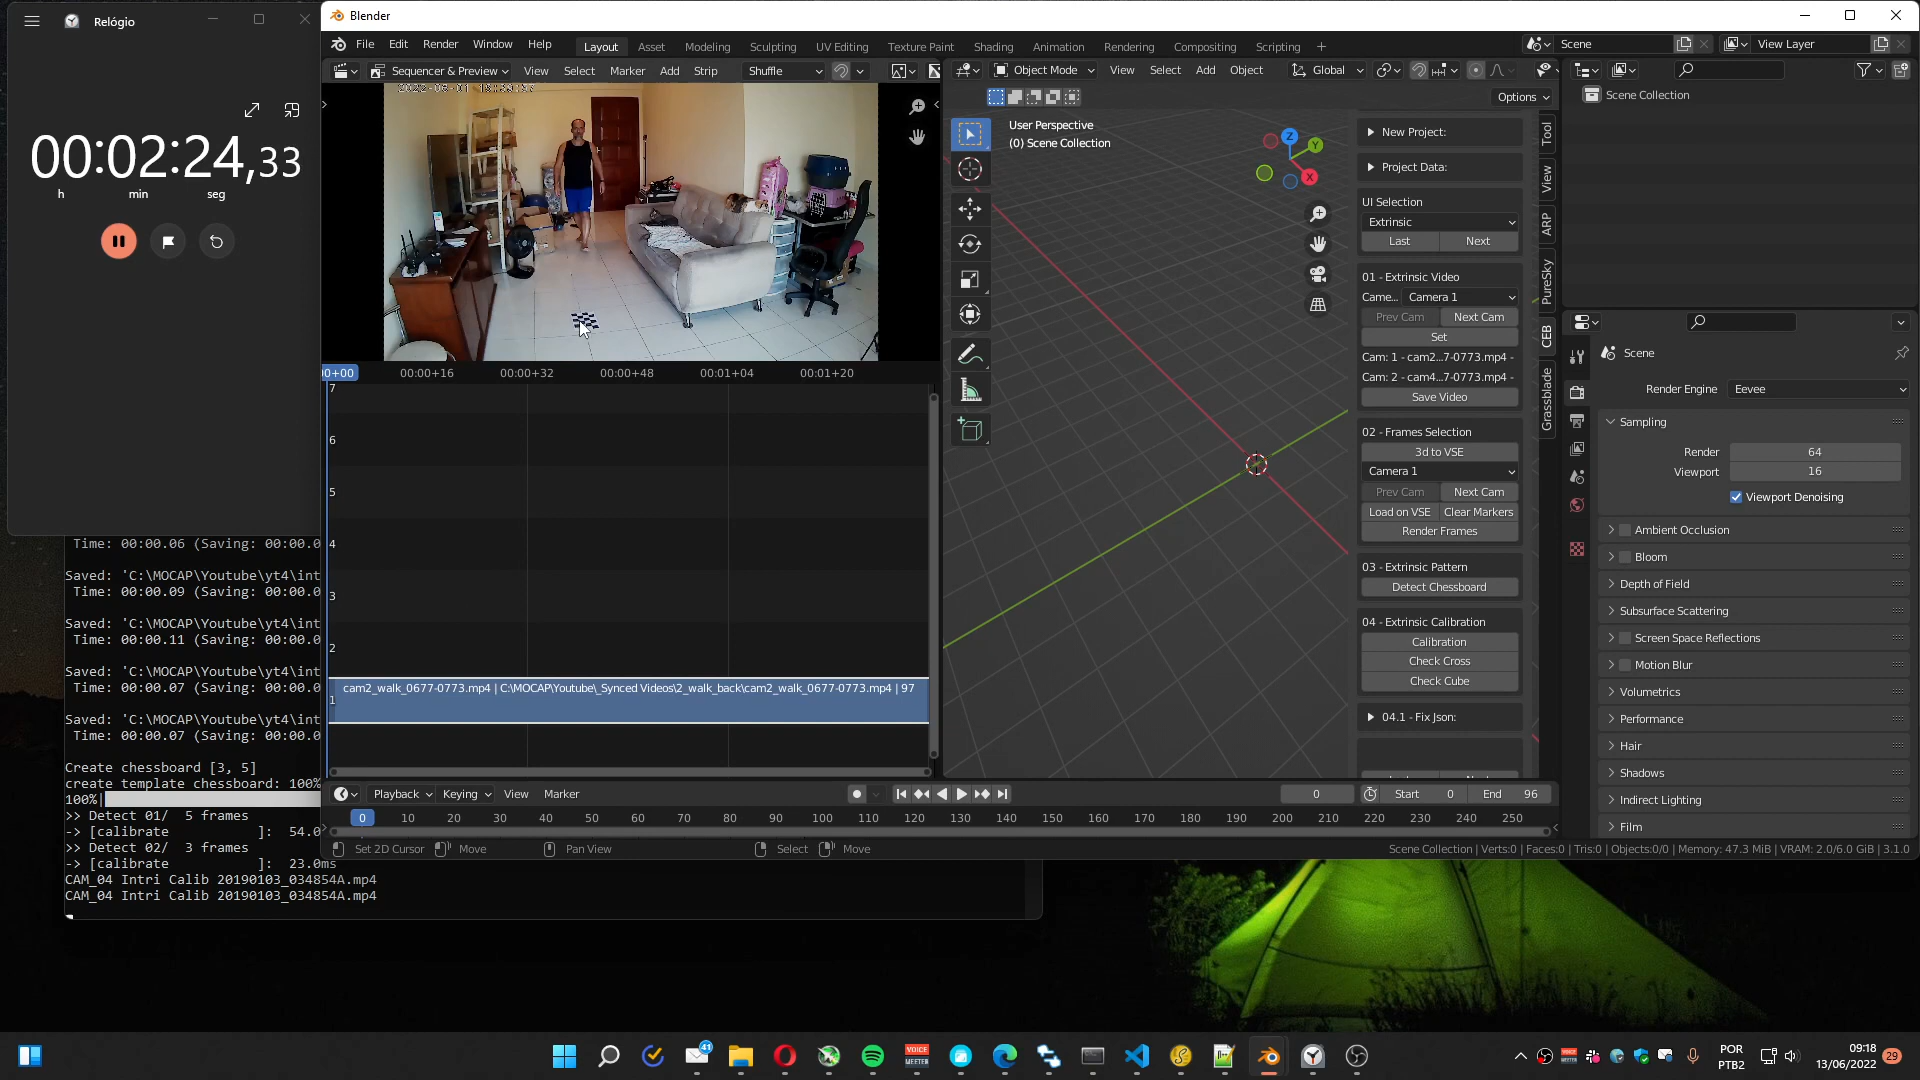 Relógio
00:02:24,33
h min seg
Time: 00:00.06 (Saving: 00:00.0
Saved: 'C:\MOCAP\Youtube\yt4\int
Time: 00:00.09 (Saving: 00:00.0
Saved: 'C:\MOCAP\Youtube\yt4\int
Time: 00:00.11 (Saving: 00:00.0
Saved: 'C:\MOCAP\Youtube\yt4\int
Time: 00:00.07 (Saving: 00:00.0
Saved: 'C:\MOCAP\Youtube\yt4\int
Time: 00:00.07 (Saving: 00:00.0
Create chessboard [3, 5]
create template chessboard: 100%
100%|
>> Detect 01/  5 frames
-> [calibrate            ]:  54.0
>> Detect 02/  3 frames
-> [calibrate            ]:  23.0ms
CAM_04 Intri Calib 20190103_034854A.mp4
CAM_04 Intri Calib 20190103_034854A.mp4
Blender
File Edit Render Window Help
Layout Asset Modeling Sculpting UV Editing Texture Paint Shading Animation Rendering Compositing Scripting +
Scene
View Layer
Sequencer & Preview View Select Marker Add Strip Shuffle
00+00 00:00+16 00:00+32 00:00+48 00:01+04 00:01+20
7
6
5
4
3
2
1
cam2_walk_0677-0773.mp4 | C:\MOCAP\Youtube\_Synced Videos\2_walk_back\cam2_walk_0677-0773.mp4 | 97
Object Mode View Select Add Object Global
Options
User Perspective
(0) Scene Collection
Z
Y
X
New Project:
Project Data:
UI Selection
Extrinsic
Last Next
01 - Extrinsic Video
Came... Camera 1
Prev Cam Next Cam
Set
Cam: 1 - cam2...7-0773.mp4 -
Cam: 2 - cam4...7-0773.mp4 -
Save Video
02 - Frames Selection
3d to VSE
Camera 1
Prev Cam Next Cam
Load on VSE Clear Markers
Render Frames
03 - Extrinsic Pattern
Detect Chessboard
04 - Extrinsic Calibration
Calibration
Check Cross
Check Cube
04.1 - Fix Json:
Tool
View
ARP
PureSky
CEB
Grassblade
Scene Collection
Scene
Render Engine Eevee
Sampling
Render 64
Viewport 16
Viewport Denoising
Ambient Occlusion
Bloom
Depth of Field
Subsurface Scattering
Screen Space Reflections
Motion Blur
Volumetrics
Performance
Hair
Shadows
Indirect Lighting
Film
Playback Keying View Marker
0
Start 0
End 96
0 10 20 30 40 50 60 70 80 90 100 110 120 130 140 150 160 170 180 190 200 210 220 230 240 250
Set 2D Cursor Move Pan View Select Move
Scene Collection | Verts:0 | Faces:0 | Tris:0 | Objects:0/0 | Memory: 47.3 MiB | VRAM: 2.0/6.0 GiB | 3.1.0
41
VOICE
MEETER
POR
PTB2
09:18
13/06/2022
29